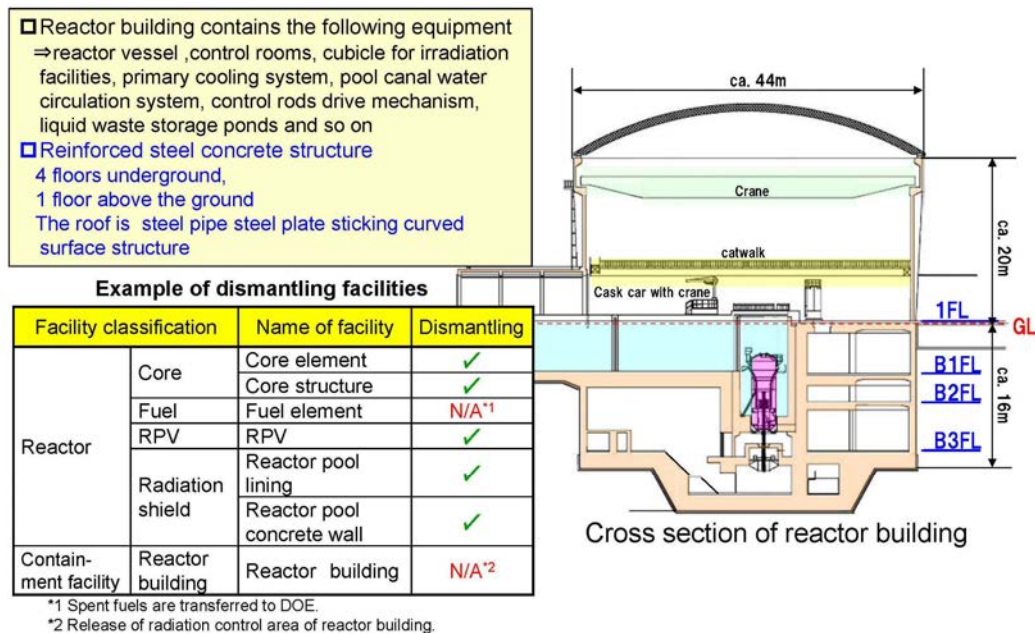 Reactor building contains the following equipment
⇒reactor vessel ,control rooms, cubicle for irradiation
facilities, primary cooling system, pool canal water
circulation system, control rods drive mechanism,
liquid waste storage ponds and so on
Reinforced steel concrete structure
4 floors underground,
1 floor above the ground
The roof is steel pipe steel plate sticking curved
surface structure
Example of dismantling facilities
Facility classification Name of facility Dismantling
Reactor Core Core element ✓
Core structure ✓
Fuel Fuel element N/A*1
RPV RPV ✓
Radiation
shield
Reactor pool
lining ✓
Reactor pool
concrete wall ✓
Contain-
ment facility
Reactor
building
Reactor building N/A*2
*1 Spent fuels are transferred to DOE.
*2 Release of radiation control area of reactor building.
ca. 44m
Crane
ca. 20m
catwalk
Cask car with crane
1FL
GL
B1FL
B2FL
ca. 16m
B3FL
Cross section of reactor building